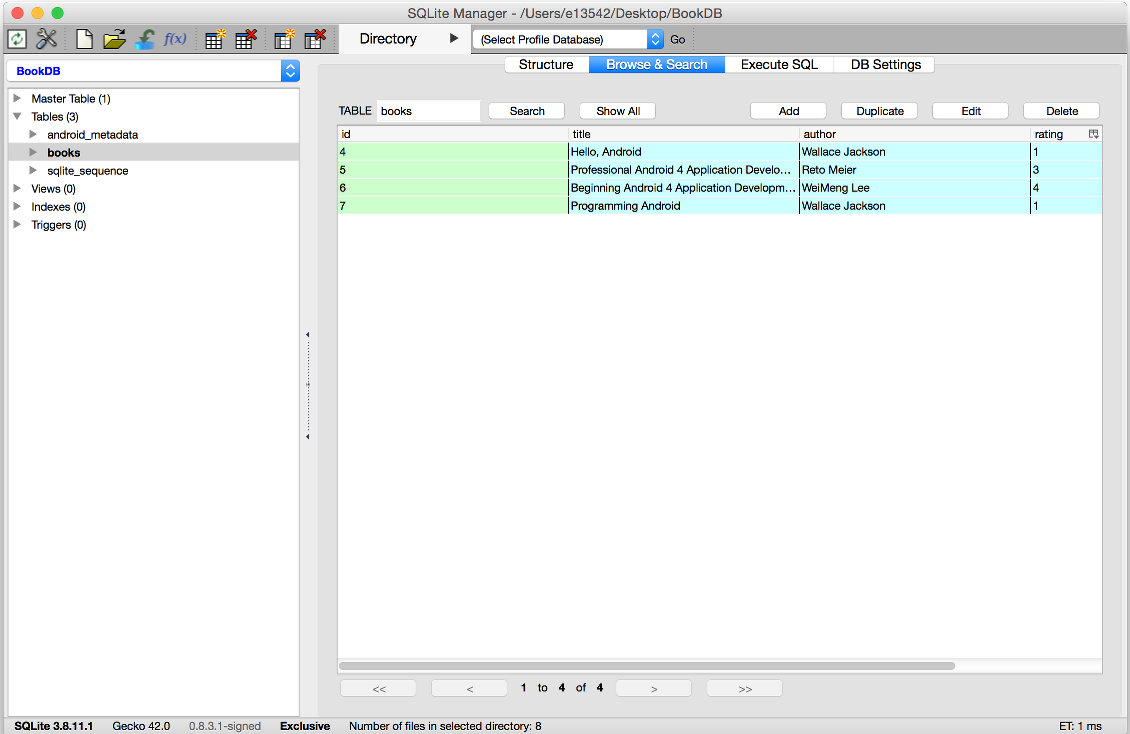 SQLite Manager - /Users/e13542/Desktop/BookDB
f(x)
Directory
(Select Profile Database)
Go
BookDB
Structure
Browse & Search
Execute SQL
DB Settings
Master Table (1)
Tables (3)
android_metadata
books
sqlite_sequence
Views (0)
Indexes (0)
Triggers (0)
TABLE books Search Show All Add Duplicate Edit Delete
id title author rating
4 Hello, Android Wallace Jackson 1
5 Professional Android 4 Application Develo... Reto Meier 3
6 Beginning Android 4 Application Developm... WeiMeng Lee 4
7 Programming Android Wallace Jackson 1
<< < 1 to 4 of 4 > >>
SQLite 3.8.11.1 Gecko 42.0 0.8.3.1-signed Exclusive Number of files in selected directory: 8 ET: 1 ms